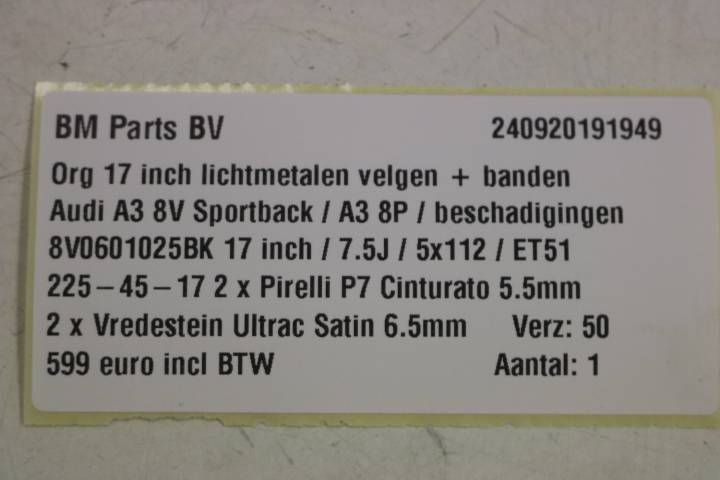 BM Parts BV 240920191949
Org 17 inch lichtmetalen velgen + banden
Audi A3 8V Sportback / A3 8P / beschadigingen
8V0601025BK 17 inch / 7.5J / 5x112 / ET51
225-45-17 2 x Pirelli P7 Cinturato 5.5mm
2 x Vredestein Ultrac Satin 6.5mm Verz: 50
599 euro incl BTW Aantal: 1